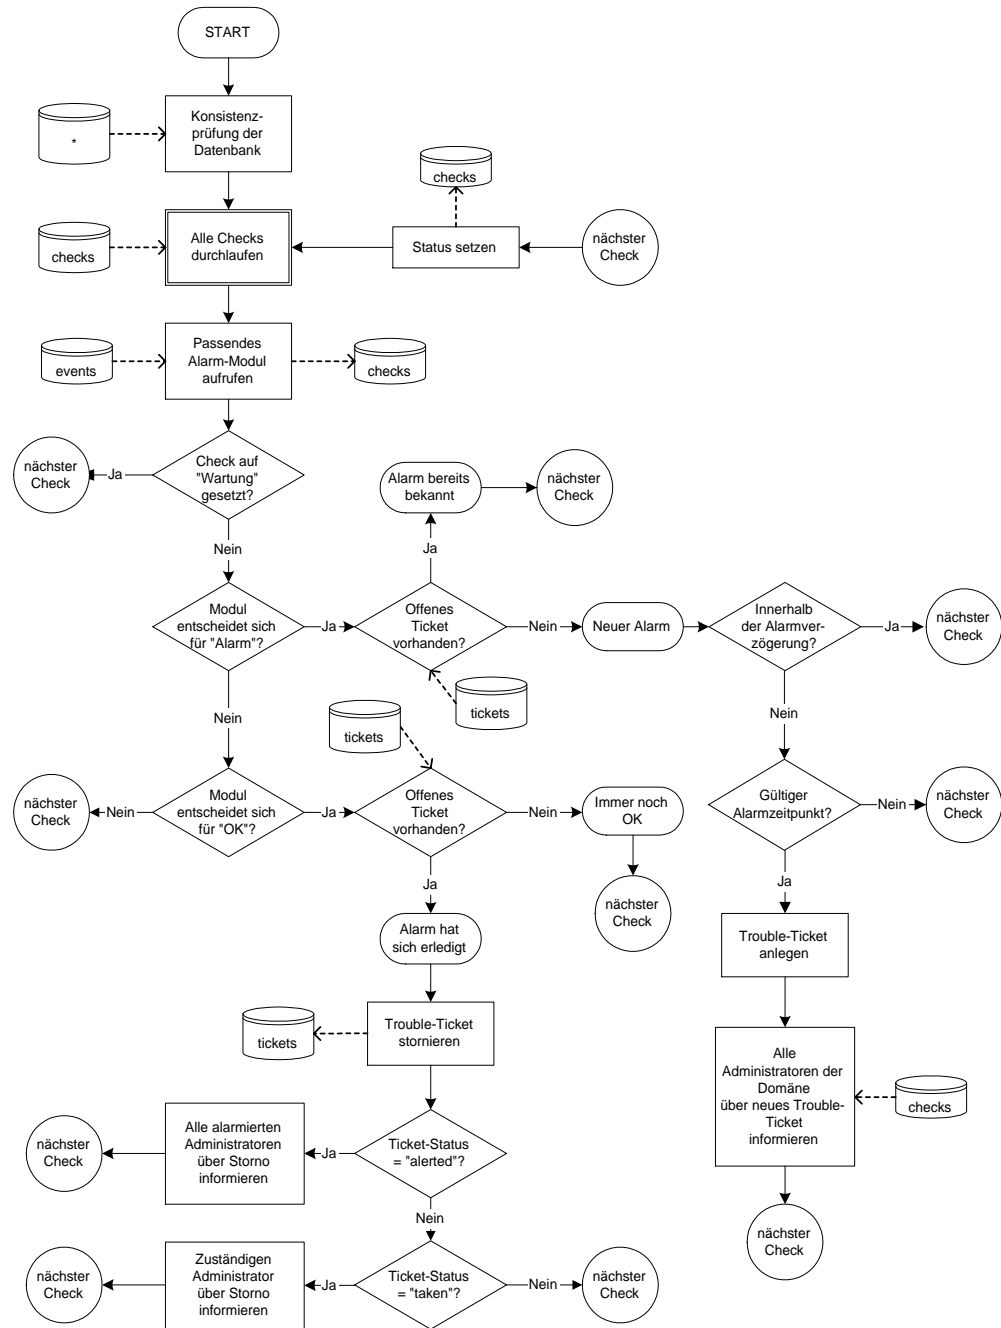 START
Konsistenz-
prüfung der
Datenbank
*
checks
checks
Alle Checks
durchlaufen
Status setzen
nächster
Check
events
Passendes
Alarm-Modul
aufrufen
checks
nächster
Check
Ja
Check auf
"Wartung"
gesetzt?
Alarm bereits
bekannt
nächster
Check
Nein
Ja
Modul
entscheidet sich
für "Alarm"?
Ja
Offenes
Ticket
vorhanden?
Nein
Neuer Alarm
Innerhalb
der Alarmver-
zögerung?
Ja
nächster
Check
Nein
tickets
tickets
Nein
nächster
Check
Nein
Modul
entscheidet sich
für "OK"?
Ja
Offenes
Ticket
vorhanden?
Nein
Immer noch
OK
Gültiger
Alarmzeitpunkt?
Nein
nächster
Check
Ja
nächster
Check
Ja
Alarm hat
sich erledigt
Trouble-Ticket
anlegen
tickets
Trouble-Ticket
stornieren
Alle
Administratoren der
Domäne
über neues Trouble-
Ticket
informieren
checks
nächster
Check
Alle alarmierten
Administratoren
über Storno
informieren
Ja
Ticket-Status
= "alerted"?
Nein
nächster
Check
nächster
Check
Zuständigen
Administrator
über Storno
informieren
Ja
Ticket-Status
= "taken"?
Nein
nächster
Check